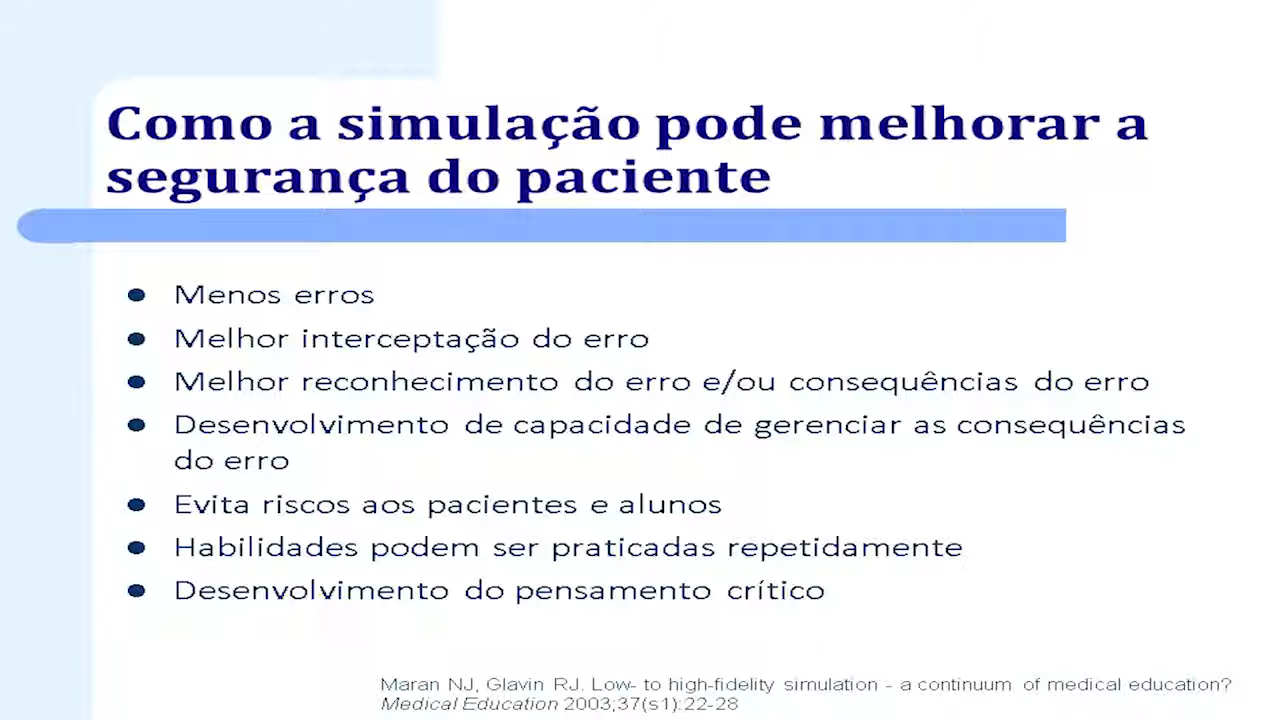 Como a simulação pode melhorar a
segurança do paciente
● Menos erros
● Melhor interceptação do erro
● Melhor reconhecimento do erro e/ou consequências do erro
● Desenvolvimento de capacidade de gerenciar as consequências
do erro
● Evita riscos aos pacientes e alunos
● Habilidades podem ser praticadas repetidamente
● Desenvolvimento do pensamento crítico
Maran NJ, Glavin RJ. Low- to high-fidelity simulation - a continuum of medical education?
Medical Education 2003;37(s1):22-28